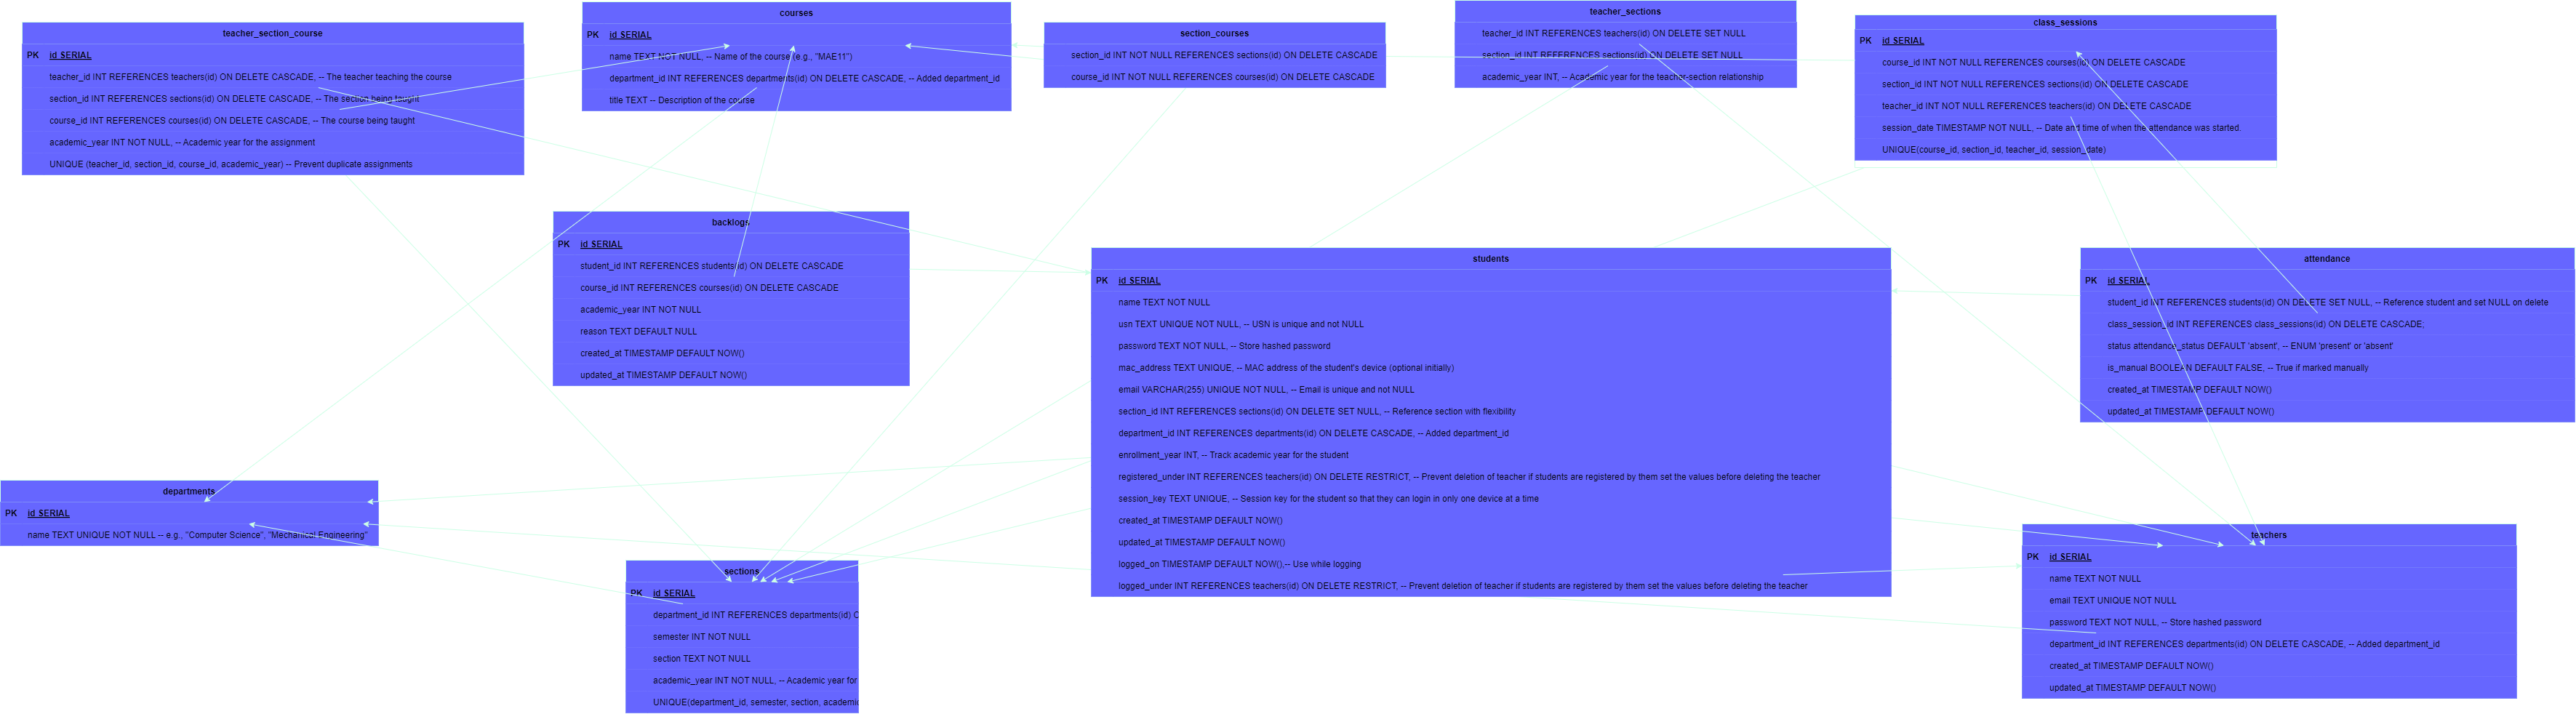 teacher_section_course
PK id SERIAL
teacher_id INT REFERENCES teachers(id) ON DELETE CASCADE, -- The teacher teaching the course
section_id INT REFERENCES sections(id) ON DELETE CASCADE, -- The section being taught
course_id INT REFERENCES courses(id) ON DELETE CASCADE, -- The course being taught
academic_year INT NOT NULL, -- Academic year for the assignment
UNIQUE (teacher_id, section_id, course_id, academic_year) -- Prevent duplicate assignments
courses
PK id SERIAL
name TEXT NOT NULL, -- Name of the course (e.g., "MAE11")
department_id INT REFERENCES departments(id) ON DELETE CASCADE, -- Added department_id
title TEXT -- Description of the course
section_courses
section_id INT NOT NULL REFERENCES sections(id) ON DELETE CASCADE
course_id INT NOT NULL REFERENCES courses(id) ON DELETE CASCADE
teacher_sections
teacher_id INT REFERENCES teachers(id) ON DELETE SET NULL
section_id INT REFERENCES sections(id) ON DELETE SET NULL
academic_year INT, -- Academic year for the teacher-section relationship
class_sessions
PK id SERIAL
course_id INT NOT NULL REFERENCES courses(id) ON DELETE CASCADE
section_id INT NOT NULL REFERENCES sections(id) ON DELETE CASCADE
teacher_id INT NOT NULL REFERENCES teachers(id) ON DELETE CASCADE
session_date TIMESTAMP NOT NULL, -- Date and time of when the attendance was started.
UNIQUE(course_id, section_id, teacher_id, session_date)
backlogs
PK id SERIAL
student_id INT REFERENCES students(id) ON DELETE CASCADE
course_id INT REFERENCES courses(id) ON DELETE CASCADE
academic_year INT NOT NULL
reason TEXT DEFAULT NULL
created_at TIMESTAMP DEFAULT NOW()
updated_at TIMESTAMP DEFAULT NOW()
students
PK id SERIAL
name TEXT NOT NULL
usn TEXT UNIQUE NOT NULL, -- USN is unique and not NULL
password TEXT NOT NULL, -- Store hashed password
mac_address TEXT UNIQUE, -- MAC address of the student's device (optional initially)
email VARCHAR(255) UNIQUE NOT NULL, -- Email is unique and not NULL
section_id INT REFERENCES sections(id) ON DELETE SET NULL, -- Reference section with flexibility
department_id INT REFERENCES departments(id) ON DELETE CASCADE, -- Added department_id
enrollment_year INT, -- Track academic year for the student
registered_under INT REFERENCES teachers(id) ON DELETE RESTRICT, -- Prevent deletion of teacher if students are registered by them set the values before deleting the teacher
session_key TEXT UNIQUE, -- Session key for the student so that they can login in only one device at a time
created_at TIMESTAMP DEFAULT NOW()
updated_at TIMESTAMP DEFAULT NOW()
logged_on TIMESTAMP DEFAULT NOW(),-- Use while logging
logged_under INT REFERENCES teachers(id) ON DELETE RESTRICT, -- Prevent deletion of teacher if students are registered by them set the values before deleting the teacher
attendance
PK id SERIAL
student_id INT REFERENCES students(id) ON DELETE SET NULL, -- Reference student and set NULL on delete
class_session_id INT REFERENCES class_sessions(id) ON DELETE CASCADE;
status attendance_status DEFAULT 'absent', -- ENUM 'present' or 'absent'
is_manual BOOLEAN DEFAULT FALSE, -- True if marked manually
created_at TIMESTAMP DEFAULT NOW()
updated_at TIMESTAMP DEFAULT NOW()
departments
PK id SERIAL
name TEXT UNIQUE NOT NULL -- e.g., "Computer Science", "Mechanical Engineering"
sections
PK id SERIAL
department_id INT REFERENCES departments(id) O
semester INT NOT NULL
section TEXT NOT NULL
academic_year INT NOT NULL, -- Academic year for
UNIQUE(department_id, semester, section, academic
teachers
PK id SERIAL
name TEXT NOT NULL
email TEXT UNIQUE NOT NULL
password TEXT NOT NULL, -- Store hashed password
department_id INT REFERENCES departments(id) ON DELETE CASCADE, -- Added department_id
created_at TIMESTAMP DEFAULT NOW()
updated_at TIMESTAMP DEFAULT NOW()